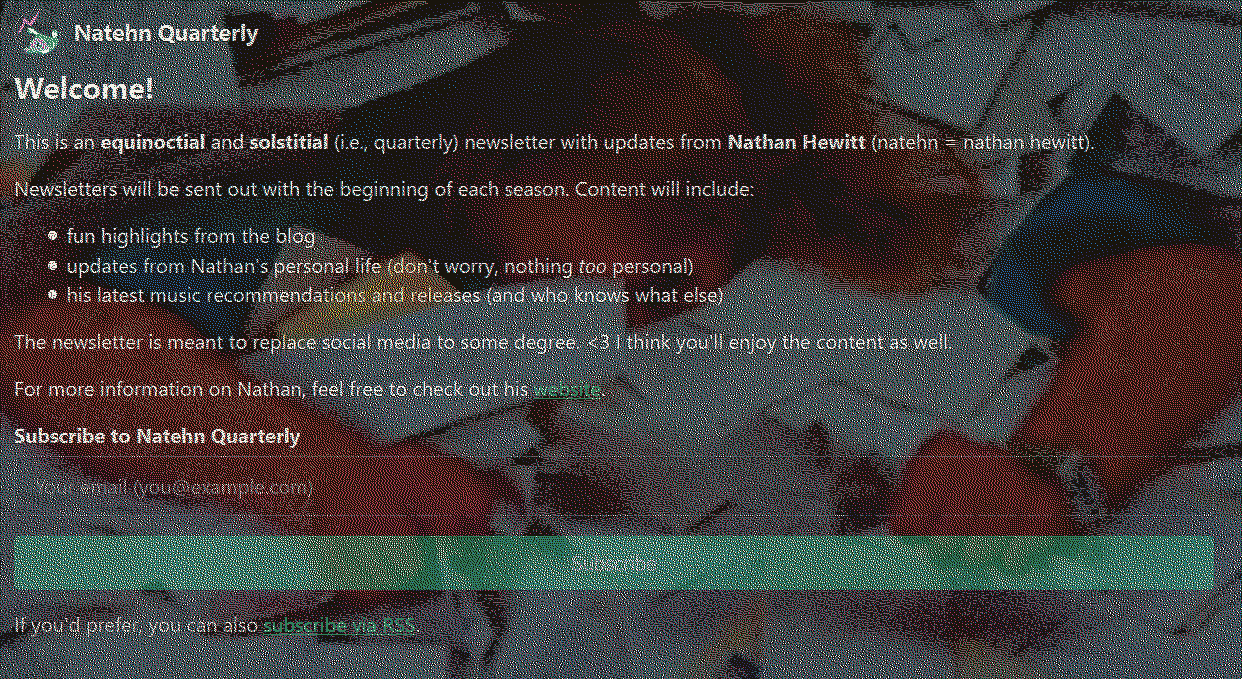 Natehn Quarterly
Welcome!
This is an equinoctial and solstitial (i.e., quarterly) newsletter with updates from Nathan Hewitt (natehn = nathan hewitt).
Newsletters will be sent out with the beginning of each season. Content will include:
fun highlights from the blog
updates from Nathan's personal life (don't worry, nothing too personal)
his latest music recommendations and releases (and who knows what else)
The newsletter is meant to replace social media to some degree. <3 I think you'll enjoy the content as well.
For more information on Nathan, feel free to check out his website.
Subscribe to Natehn Quarterly
Your email (you@example.com)
Subscribe
If you'd prefer, you can also subscribe via RSS.